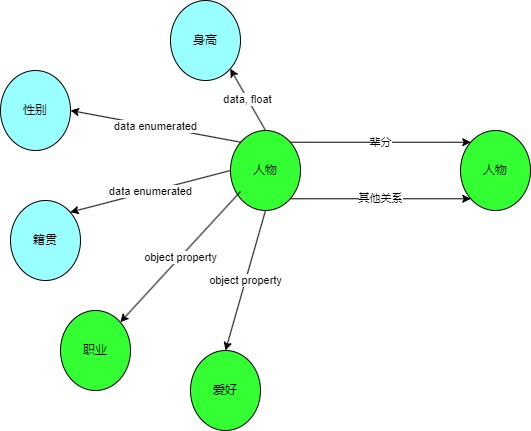 身高
data, float
性别
data enumerated
人物
辈分
人物
data enumerated
其他关系
籍贯
object property
object property
职业
爱好